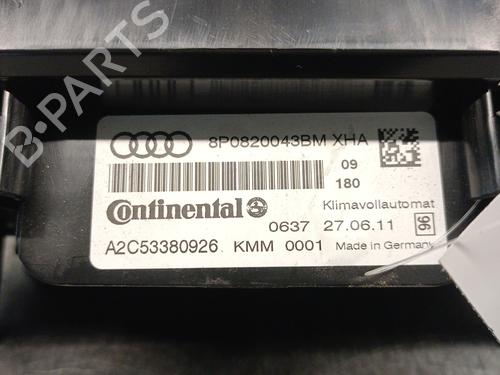 8P0820043BM XHA
09
180
Continental
Klimavollautomat
0637 27.06.11
96
A2C53380926 KMM 0001 Made in Germany
B-PARTS